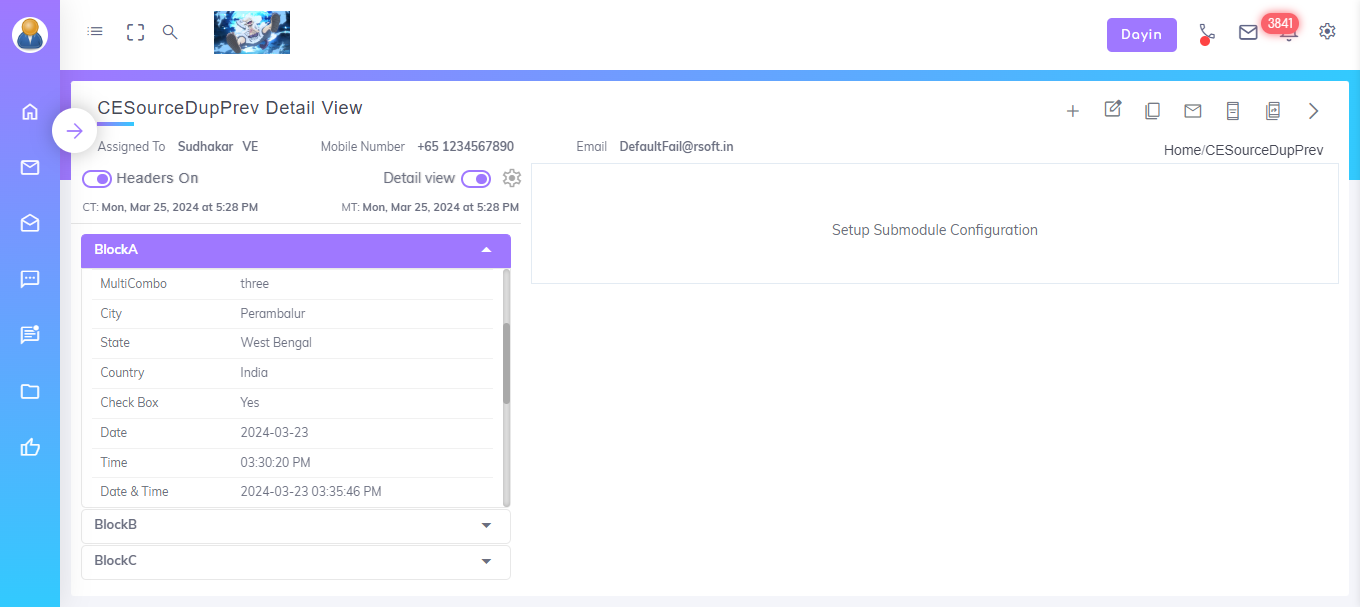 Dayin
3841
CESourceDupPrev Detail View
Assigned To Sudhakar VE Mobile Number +65 1234567890 Email DefaultFail@rsoft.in
Home/CESourceDupPrev
Headers On Detail view
CT: Mon, Mar 25, 2024 at 5:28 PM MT: Mon, Mar 25, 2024 at 5:28 PM
Setup Submodule Configuration
BlockA
MultiCombo three
City Perambalur
State West Bengal
Country India
Check Box Yes
Date 2024-03-23
Time 03:30:20 PM
Date & Time 2024-03-23 03:35:46 PM
BlockB
BlockC